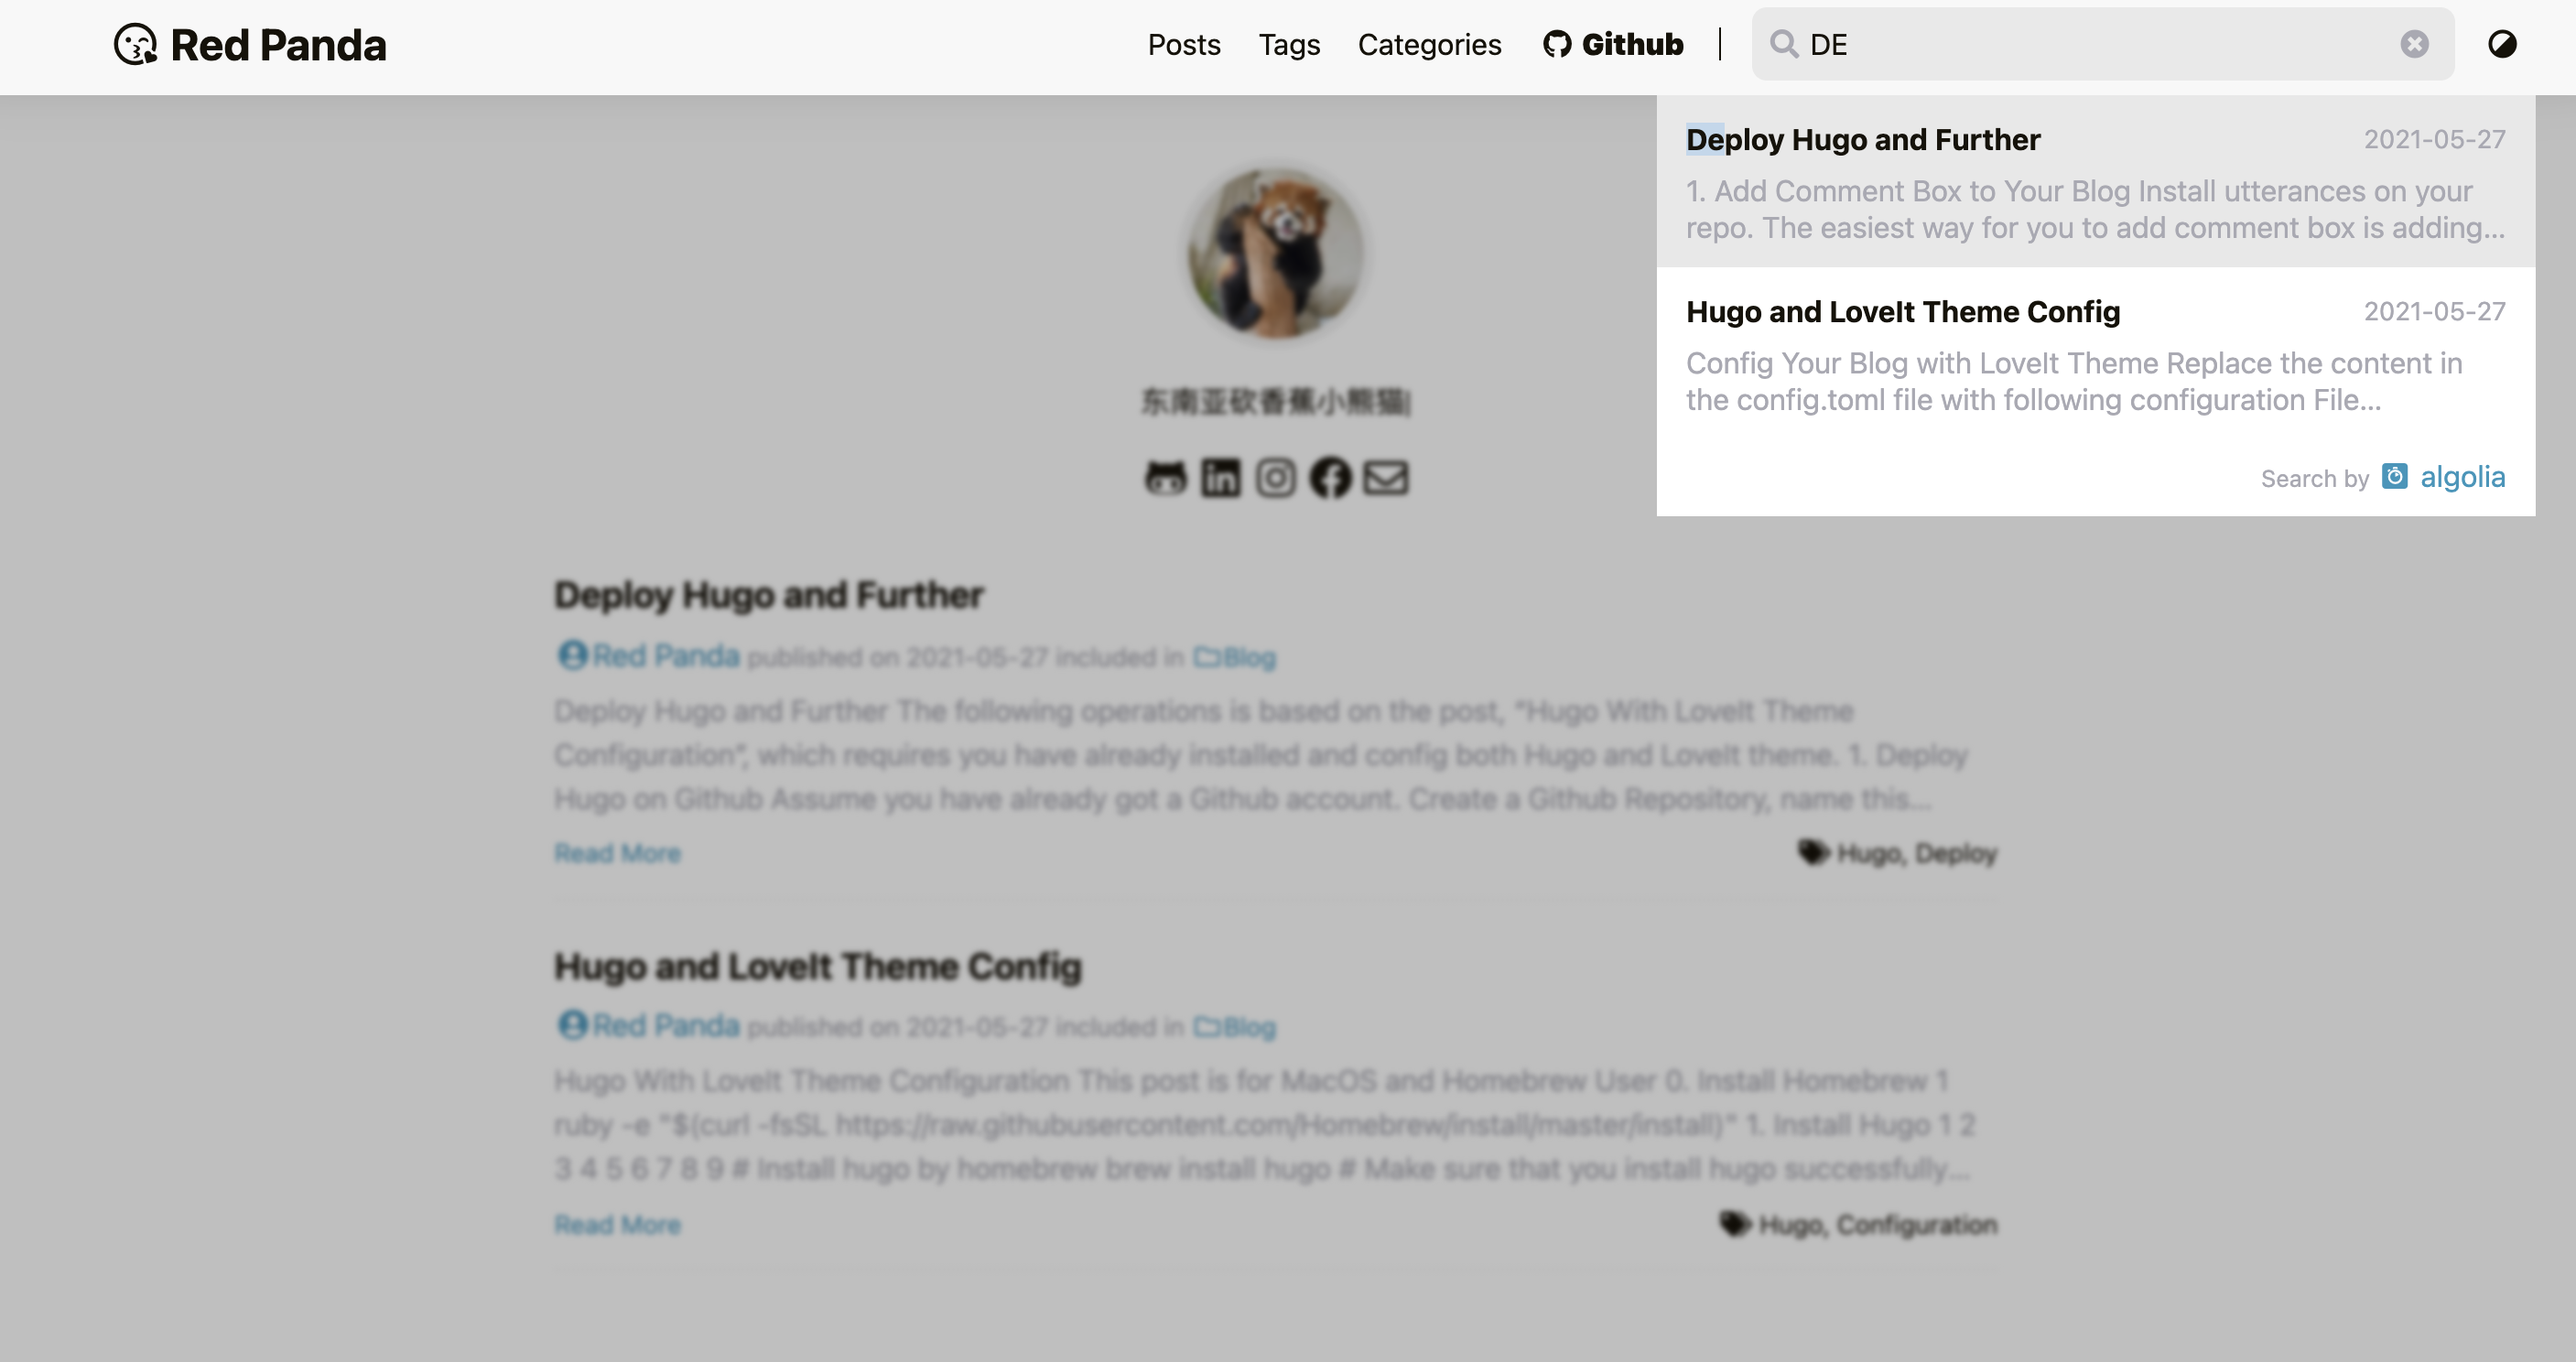 Red Panda
Posts Tags Categories Github | DE
Deploy Hugo and Further 2021-05-27
1. Add Comment Box to Your Blog Install utterances on your
repo. The easiest way for you to add comment box is adding...
Hugo and LoveIt Theme Config 2021-05-27
Config Your Blog with LoveIt Theme Replace the content in
the config.toml file with following configuration File...
Search by algolia
东南亚砍香蕉小熊猫|
Deploy Hugo and Further
Red Panda published on 2021-05-27 included in Blog
Deploy Hugo and Further The following operations is based on the post, “Hugo With LoveIt Theme
Configuration”, which requires you have already installed and config both Hugo and LoveIt theme. 1. Deploy
Hugo on Github Assume you have already got a Github account. Create a Github Repository, name this...
Read More Hugo, Deploy
Hugo and LoveIt Theme Config
Red Panda published on 2021-05-27 included in Blog
Hugo With LoveIt Theme Configuration This post is for MacOS and Homebrew User 0. Install Homebrew 1
ruby -e "$(curl -fsSL https://raw.githubusercontent.com/Homebrew/install/master/install)" 1. Install Hugo 1 2
3 4 5 6 7 8 9 # Install hugo by homebrew brew install hugo # Make sure that you install hugo successfully...
Read More Hugo, Configuration